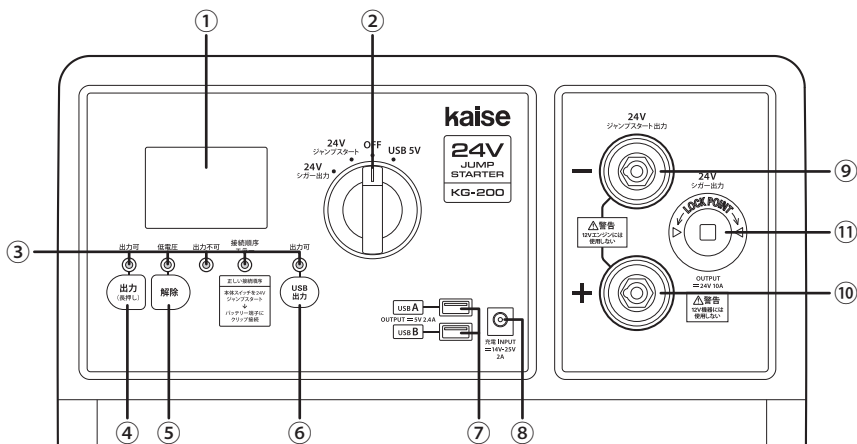 ①
②
kaise
24V
JUMP
STARTER
KG-200
24V
シガー出力
24V
ジャンプスタート
OFF
USB 5V
③
出力可
低電圧
出力不可
接続順序
出力可
出力
(長押し)
解除
正しい接続順序
本体スイッチを24V
ジャンプスタート
↓
バッテリー端子に
クリップ接続
USB
出力
USB A
OUTPUT ⎓ 5V 2.4A
USB B
充電 INPUT
⎓14V-25V
2A
④
⑤
⑥
⑦
⑧
24V
ジャンプスタート出力
−
⑨
24V
シガー出力
LOCK POINT
⑪
⚠警告
12Vエンジンには
使用しない
OUTPUT
⎓24V 10A
+
⑩
⚠警告
12V機器には
使用しない